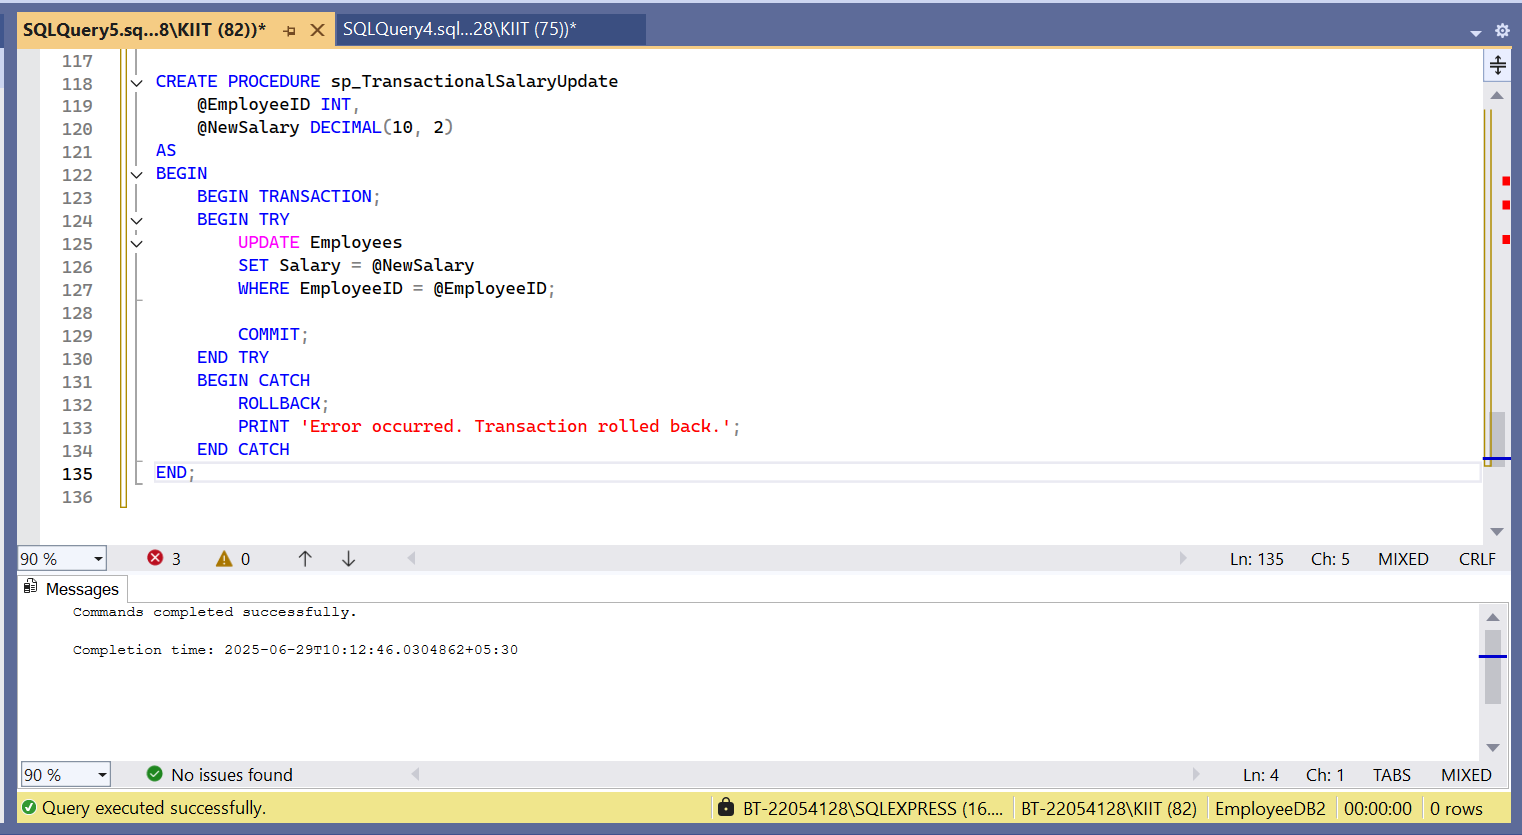 SQLQuery5.sq...8\KIIT (82))*
SQLQuery4.sql...28\KIIT (75))*
117
118 CREATE PROCEDURE sp_TransactionalSalaryUpdate
119 @EmployeeID INT,
120 @NewSalary DECIMAL(10, 2)
121 AS
122 BEGIN
123 BEGIN TRANSACTION;
124 BEGIN TRY
125 UPDATE Employees
126 SET Salary = @NewSalary
127 WHERE EmployeeID = @EmployeeID;
128
129 COMMIT;
130 END TRY
131 BEGIN CATCH
132 ROLLBACK;
133 PRINT 'Error occurred. Transaction rolled back.';
134 END CATCH
135 END;
136
90 % 3 0 Ln: 135 Ch: 5 MIXED CRLF
Messages
Commands completed successfully.
Completion time: 2025-06-29T10:12:46.0304862+05:30
90 % No issues found Ln: 4 Ch: 1 TABS MIXED
Query executed successfully. BT-22054128\SQLEXPRESS (16.... BT-22054128\KIIT (82) EmployeeDB2 00:00:00 0 rows